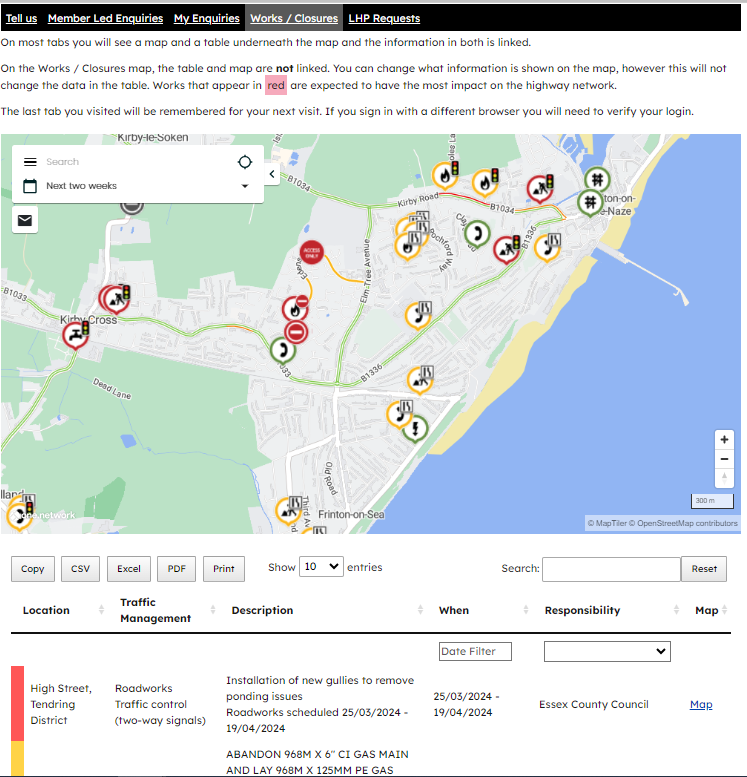 Tell us Member Led Enquiries My Enquiries Works / Closures LHP Requests
On most tabs you will see a map and a table underneath the map and the information in both is linked.
On the Works / Closures map, the table and map are not linked. You can change what information is shown on the map, however this will not
change the data in the table. Works that appear in red are expected to have the most impact on the highway network.
The last tab you visited will be remembered for your next visit. If you sign in with a different browser you will need to verify your login.
Kirby-le-Soken
Search
Next two weeks
B1034
Kirby Road
B1034
ton-on-
e-Naze
Pochford Way
B1336
ACCESS ONLY
Elm Tree Avenue
B1033
Kirby Cross
033
B1336
Dead Lane
300 m
lland
one.network
Third Av
Frinton-on-Sea
© MapTiler © OpenStreetMap contributors
Copy CSV Excel PDF Print Show 10 entries Search: Reset
Location Traffic Management Description When Responsibility Map
Date Filter
High Street,
Tendring
District
Roadworks
Traffic control
(two-way signals)
Installation of new gullies to remove
ponding issues
Roadworks scheduled 25/03/2024 -
19/04/2024
25/03/2024 -
19/04/2024
Essex County Council
Map
ABANDON 968M X 6" CI GAS MAIN
AND LAY 968M X 125MM PE GAS